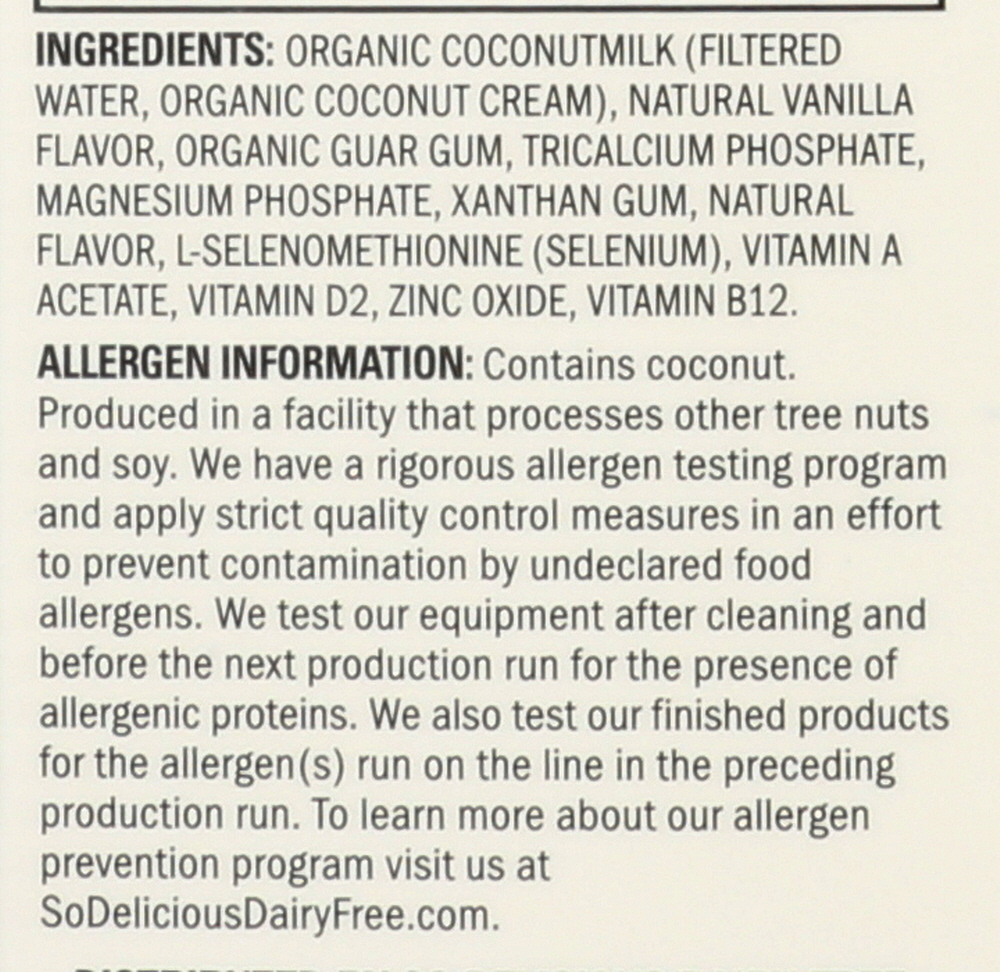 INGREDIENTS: ORGANIC COCONUTMILK (FILTERED
WATER, ORGANIC COCONUT CREAM), NATURAL VANILLA
FLAVOR, ORGANIC GUAR GUM, TRICALCIUM PHOSPHATE,
MAGNESIUM PHOSPHATE, XANTHAN GUM, NATURAL
FLAVOR, L-SELENOMETHIONINE (SELENIUM), VITAMIN A
ACETATE, VITAMIN D2, ZINC OXIDE, VITAMIN B12.
ALLERGEN INFORMATION: Contains coconut.
Produced in a facility that processes other tree nuts
and soy. We have a rigorous allergen testing program
and apply strict quality control measures in an effort
to prevent contamination by undeclared food
allergens. We test our equipment after cleaning and
before the next production run for the presence of
allergenic proteins. We also test our finished products
for the allergen(s) run on the line in the preceding
production run. To learn more about our allergen
prevention program visit us at
SoDeliciousDairyFree.com.